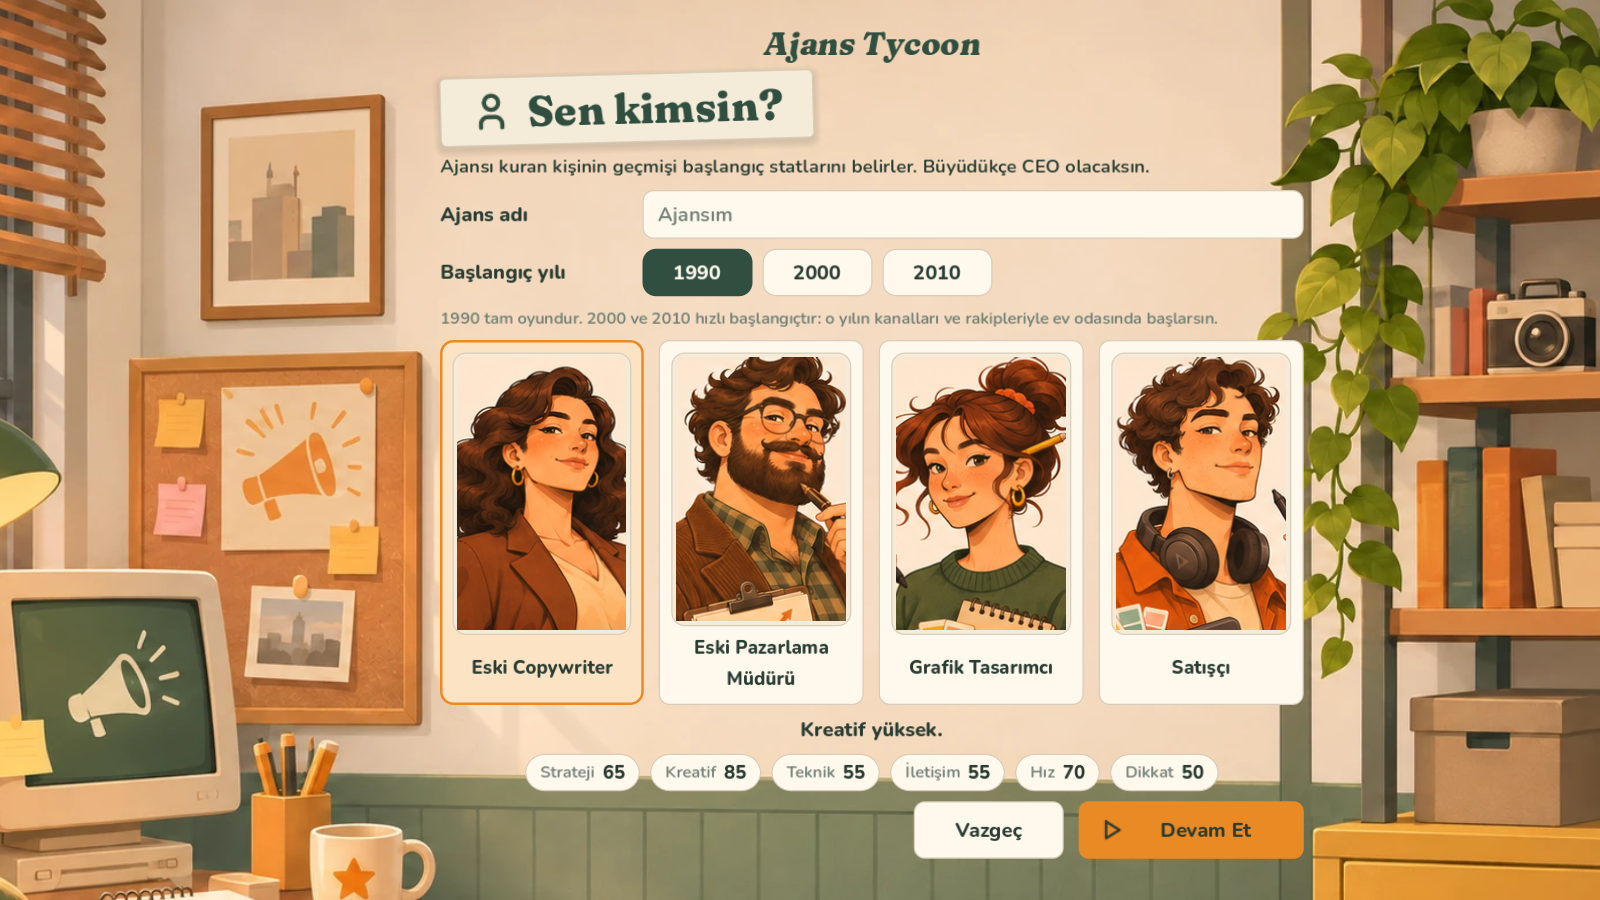 Ajans Tycoon
Sen kimsin?
Ajansı kuran kişinin geçmişi başlangıç statlarını belirler. Büyüdükçe CEO olacaksın.
Ajans adı
Ajansım
Başlangıç yılı
1990
2000
2010
1990 tam oyundur. 2000 ve 2010 hızlı başlangıçtır: o yılın kanalları ve rakipleriyle ev odasında başlarsın.
Eski Copywriter
Eski Pazarlama
Müdürü
Grafik Tasarımcı
Satışçı
Kreatif yüksek.
Strateji 65
Kreatif 85
Teknik 55
İletişim 55
Hız 70
Dikkat 50
Vazgeç
Devam Et